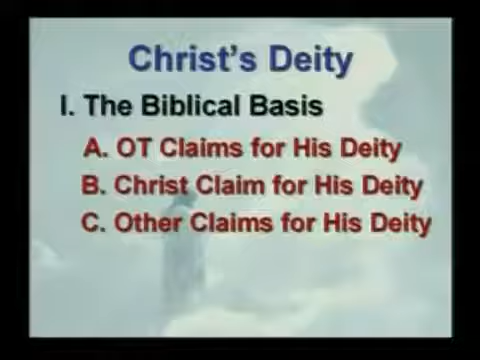 Christ's Deity
I. The Biblical Basis
A. OT Claims for His Deity
B. Christ Claim for His Deity
C. Other Claims for His Deity